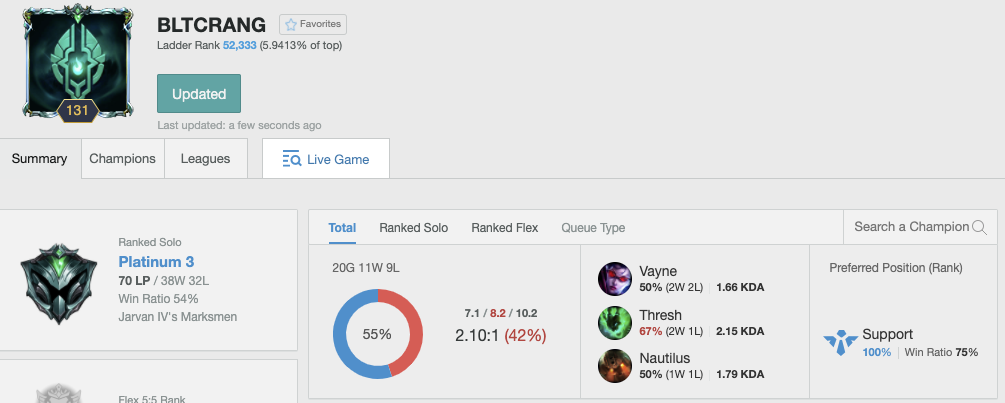 BLTCRANG
Favorites
Ladder Rank 52,333 (5.9413% of top)
131
Updated
Last updated: a few seconds ago
Summary
Champions
Leagues
Live Game
Ranked Solo
Platinum 3
70 LP / 38W 32L
Win Ratio 54%
Jarvan IV's Marksmen
Flex 5:5 Rank
Total
Ranked Solo
Ranked Flex
Queue Type
Search a Champion
20G 11W 9L
55%
7.1 / 8.2 / 10.2
2.10:1 (42%)
Vayne
50% (2W 2L) 1.66 KDA
Thresh
67% (2W 1L) 2.15 KDA
Nautilus
50% (1W 1L) 1.79 KDA
Preferred Position (Rank)
Support
100% Win Ratio 75%